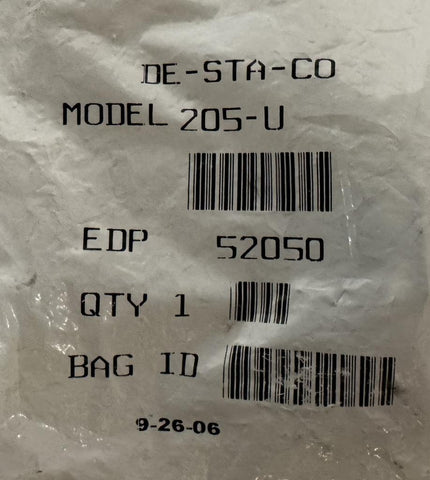 DE-STA-CO
MODEL 205-U
EDP 52050
QTY 1
BAG ID
9-26-06